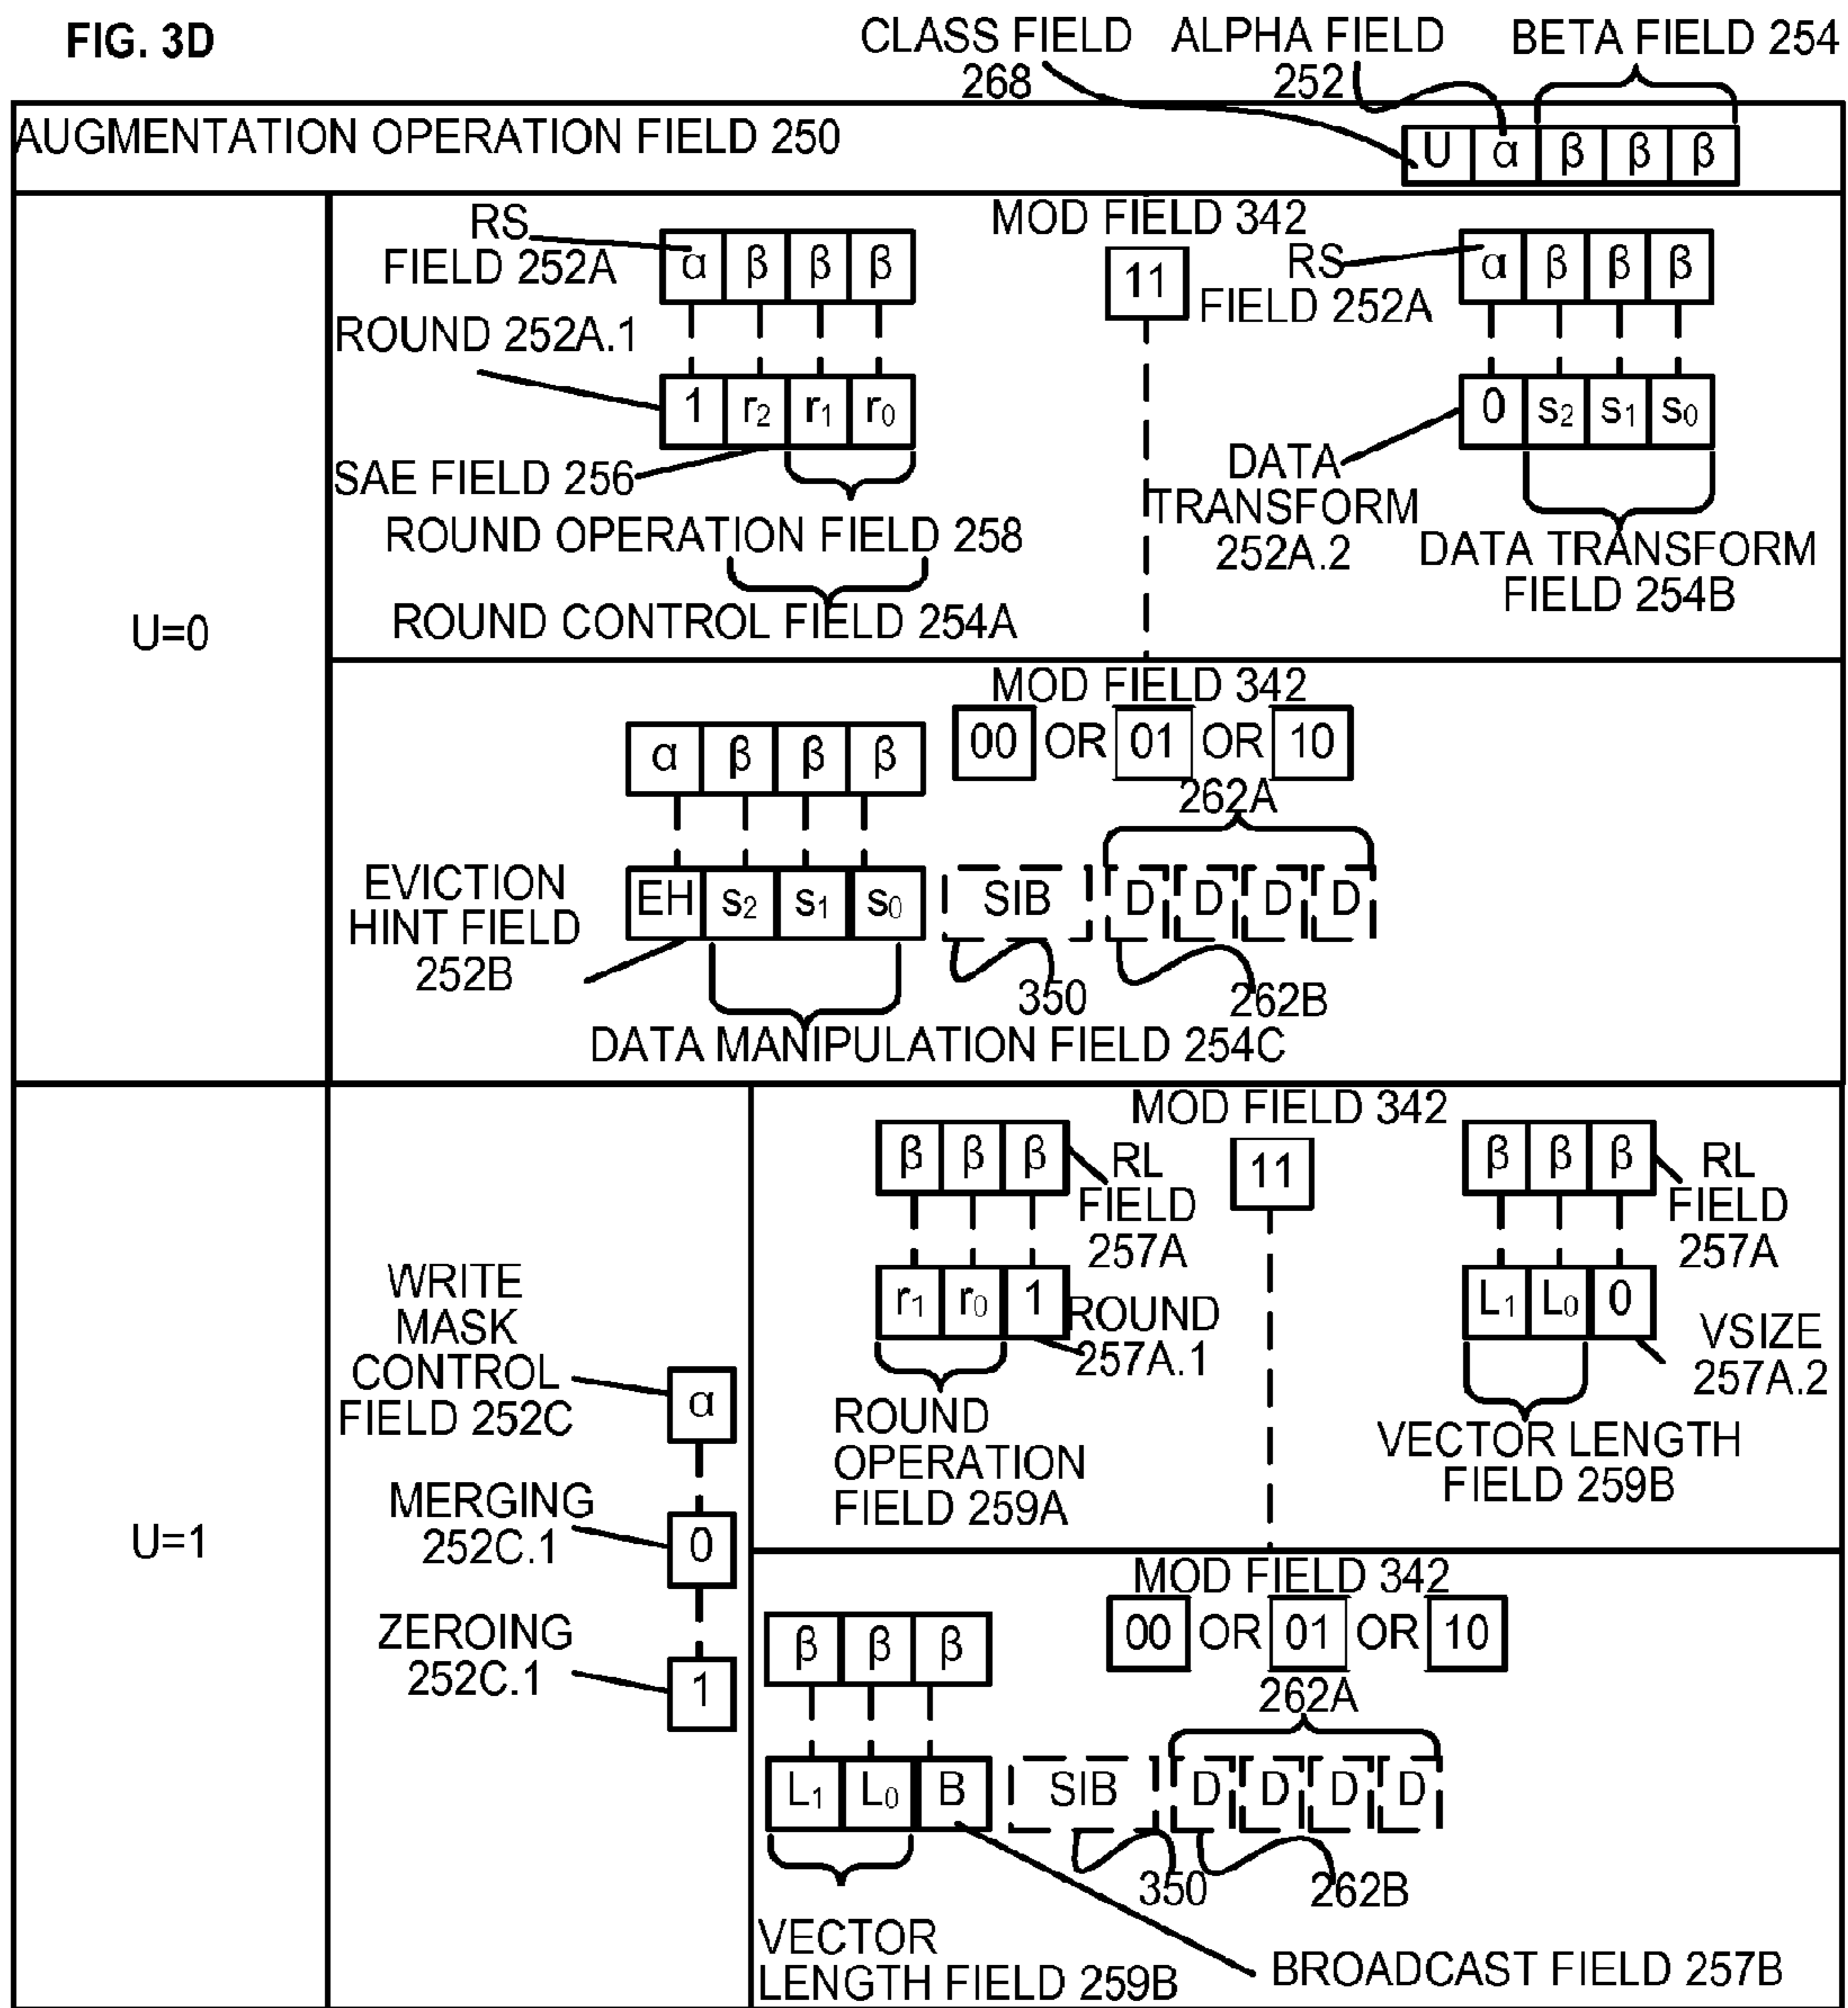 FIG. 3D
CLASS FIELD 268
ALPHA FIELD 252
BETA FIELD 254
AUGMENTATION OPERATION FIELD 250
U α β β β
U=0
RS FIELD 252A
α β β β
MOD FIELD 342
11
RS FIELD 252A
α β β β
ROUND 252A.1
1 r2 r1 r0
0 s2 s1 s0
SAE FIELD 256
ROUND OPERATION FIELD 258
ROUND CONTROL FIELD 254A
DATA TRANSFORM 252A.2
DATA TRANSFORM FIELD 254B
MOD FIELD 342
00 OR 01 OR 10
α β β β
262A
EVICTION HINT FIELD 252B
EH s2 s1 s0
SIB D D D D
350
262B
DATA MANIPULATION FIELD 254C
U=1
WRITE MASK CONTROL FIELD 252C
α
MERGING 252C.1
0
ZEROING 252C.1
1
MOD FIELD 342
11
β β β
RL FIELD 257A
r1 r0 1
ROUND 257A.1
ROUND OPERATION FIELD 259A
β β β
RL FIELD 257A
L1 L0 0
VSIZE 257A.2
VECTOR LENGTH FIELD 259B
MOD FIELD 342
00 OR 01 OR 10
β β β
262A
L1 L0 B
SIB D D D D
350
262B
VECTOR LENGTH FIELD 259B
BROADCAST FIELD 257B